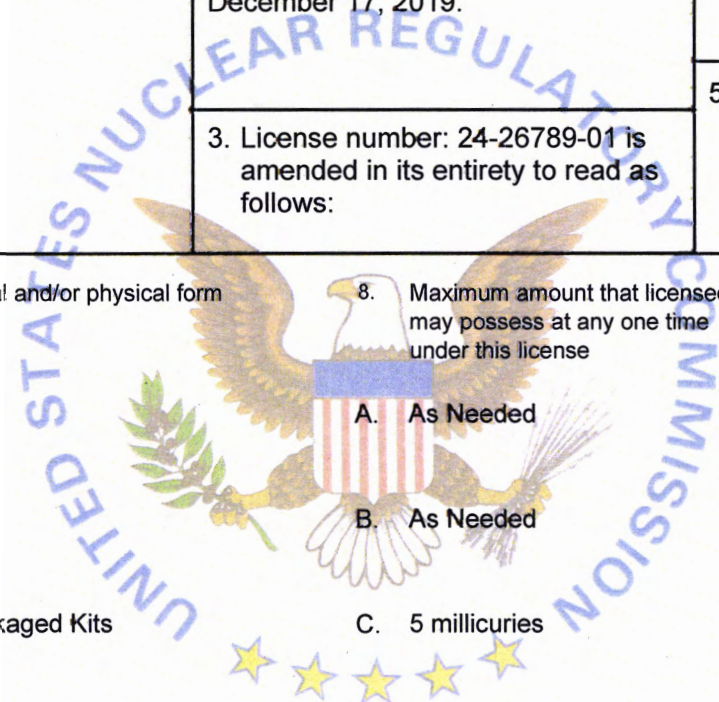 December 17, 2019.
5
3. License number: 24-26789-01 is
amended in its entirety to read as
follows:
and/or physical form
8. Maximum amount that licensee
may possess at any one time
under this license
A. As Needed
B. As Needed
Kits
C. 5 millicuries
UNITED STATES NUCLEAR REGULATORY COMMISSION